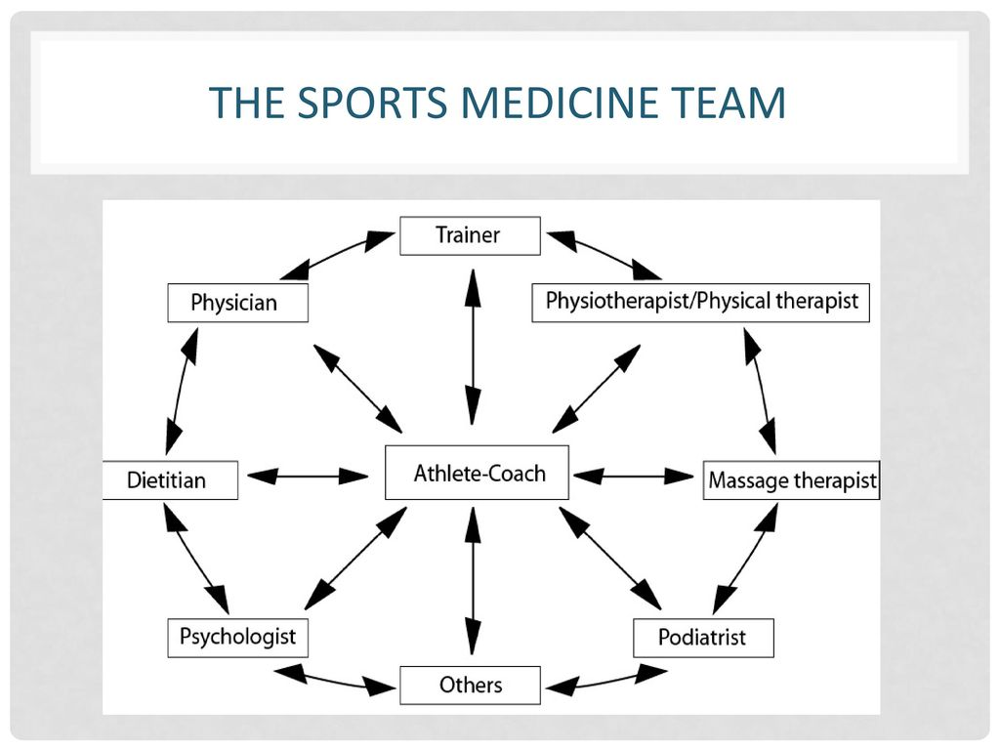 THE SPORTS MEDICINE TEAM
Trainer
Physician
Physiotherapist/Physical therapist
Dietitian
Athlete-Coach
Massage therapist
Psychologist
Podiatrist
Others